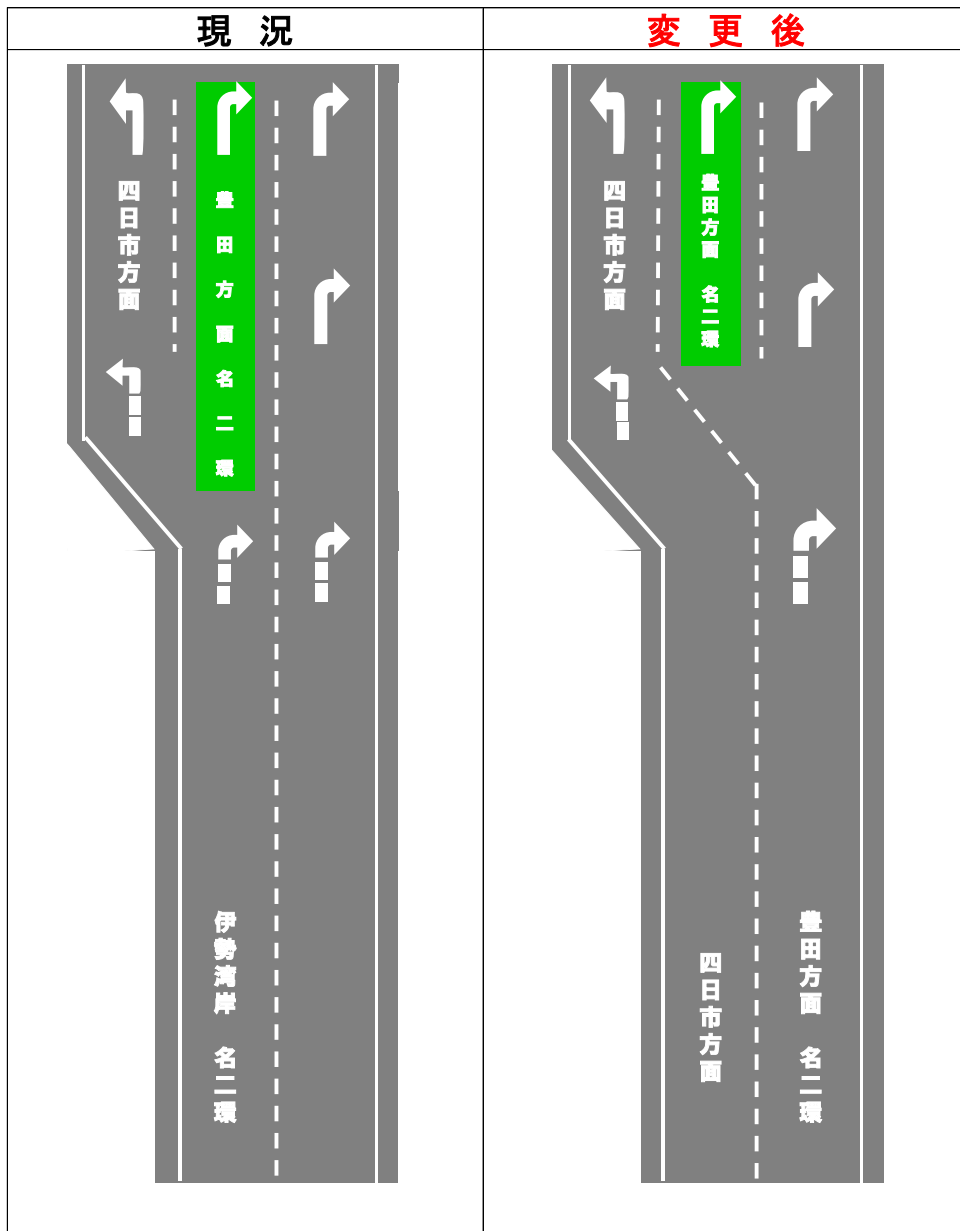 現 況
変 更 後
四日市方面
豊田方面名二環
伊勢湾岸 名二環
四日市方面
豊田方面 名二環
四日市方面
豊田方面 名二環